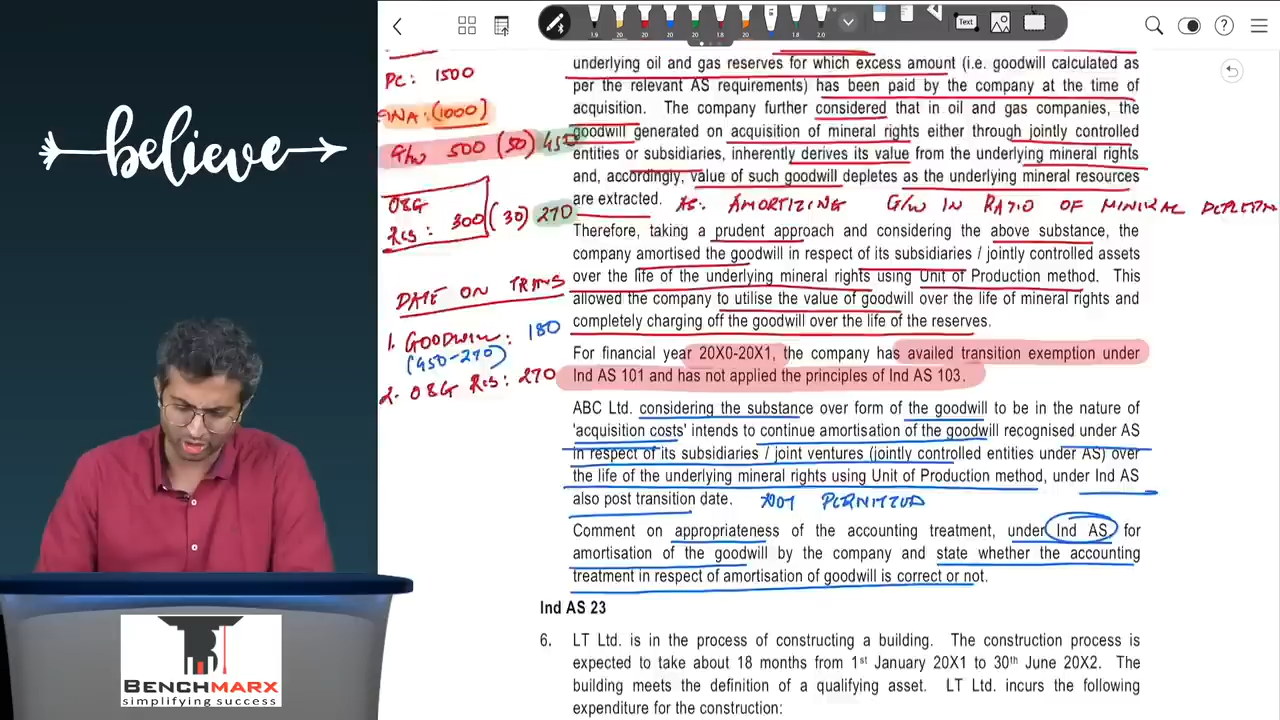 believe
BENCHMARX
simplifying success
1.9 20 20 20 20 1.8 20 1.8 2.0
Text
PC: 1500
(1000)
G/w 500 (50) 450
O&G
RES: 300 (30) 270
DATE ON TRANS
1. GOODWILL: 180
(450-270)
2. O&G RES: 270
underlying oil and gas reserves for which excess amount (i.e. goodwill calculated as
per the relevant AS requirements) has been paid by the company at the time of
acquisition. The company further considered that in oil and gas companies, the
goodwill generated on acquisition of mineral rights either through jointly controlled
entities or subsidiaries, inherently derives its value from the underlying mineral rights
and, accordingly, value of such goodwill depletes as the underlying mineral resources
are extracted. AS: AMORTIZING G/W IN RATIO OF MINERAL DEPLETION
Therefore, taking a prudent approach and considering the above substance, the
company amortised the goodwill in respect of its subsidiaries / jointly controlled assets
over the life of the underlying mineral rights using Unit of Production method. This
allowed the company to utilise the value of goodwill over the life of mineral rights and
completely charging off the goodwill over the life of the reserves.
For financial year 20X0-20X1, the company has availed transition exemption under
Ind AS 101 and has not applied the principles of Ind AS 103.
ABC Ltd. considering the substance over form of the goodwill to be in the nature of
'acquisition costs' intends to continue amortisation of the goodwill recognised under AS
in respect of its subsidiaries / joint ventures (jointly controlled entities under AS) over
the life of the underlying mineral rights using Unit of Production method, under Ind AS
also post transition date. NOT PERMITTED
Comment on appropriateness of the accounting treatment, under Ind AS, for
amortisation of the goodwill by the company and state whether the accounting
treatment in respect of amortisation of goodwill is correct or not.
Ind AS 23
6. LT Ltd. is in the process of constructing a building. The construction process is
expected to take about 18 months from 1st January 20X1 to 30th June 20X2. The
building meets the definition of a qualifying asset. LT Ltd. incurs the following
expenditure for the construction: